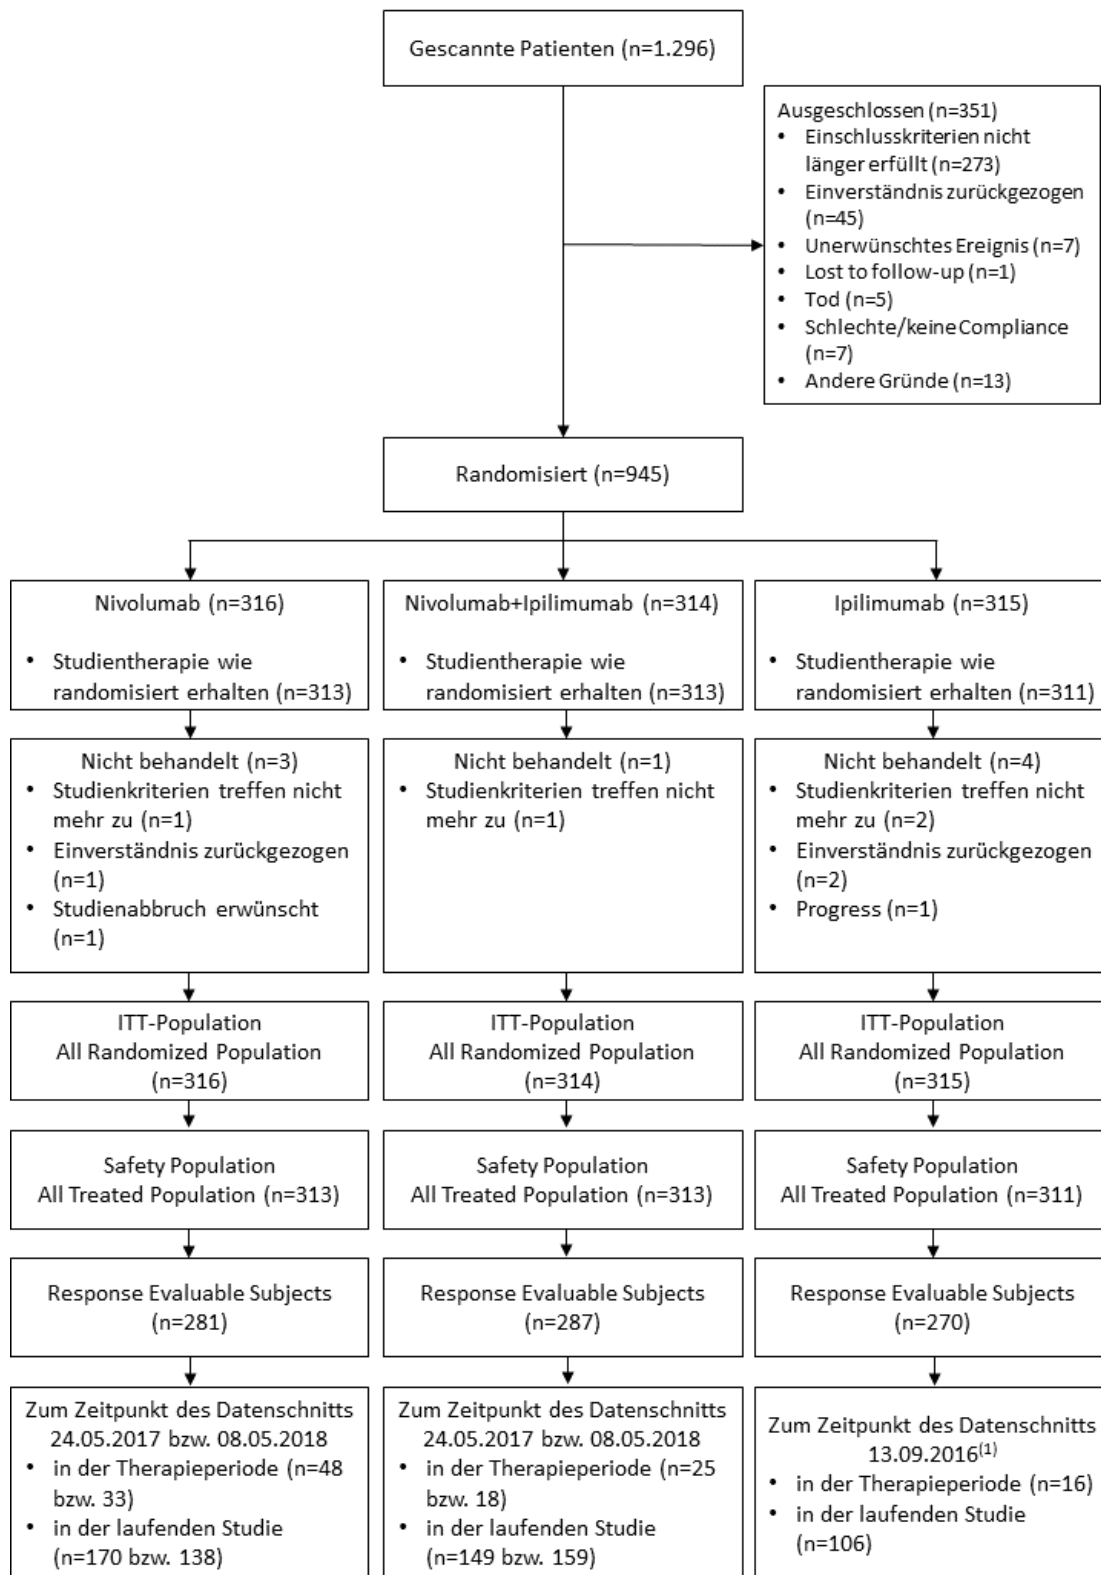 Gescannte Patienten (n=1.296)
Ausgeschlossen (n=351)
• Einschlusskriterien nicht
länger erfüllt (n=273)
• Einverständnis zurückgezogen
(n=45)
• Unerwünschtes Ereignis (n=7)
• Lost to follow-up (n=1)
• Tod (n=5)
• Schlechte/keine Compliance
(n=7)
• Andere Gründe (n=13)
Randomisiert (n=945)
Nivolumab (n=316)
• Studientherapie wie
randomisiert erhalten (n=313)
Nivolumab+Ipilimumab (n=314)
• Studientherapie wie
randomisiert erhalten (n=313)
Ipilimumab (n=315)
• Studientherapie wie
randomisiert erhalten (n=311)
Nicht behandelt (n=3)
• Studienkriterien treffen nicht
mehr zu (n=1)
• Einverständnis zurückgezogen
(n=1)
• Studienabbruch erwünscht
(n=1)
Nicht behandelt (n=1)
• Studienkriterien treffen nicht
mehr zu (n=1)
Nicht behandelt (n=4)
• Studienkriterien treffen nicht
mehr zu (n=2)
• Einverständnis zurückgezogen
(n=2)
• Progress (n=1)
ITT-Population
All Randomized Population
(n=316)
ITT-Population
All Randomized Population
(n=314)
ITT-Population
All Randomized Population
(n=315)
Safety Population
All Treated Population (n=313)
Safety Population
All Treated Population (n=313)
Safety Population
All Treated Population (n=311)
Response Evaluable Subjects
(n=281)
Response Evaluable Subjects
(n=287)
Response Evaluable Subjects
(n=270)
Zum Zeitpunkt des Datenschnitts
24.05.2017 bzw. 08.05.2018
• in der Therapieperiode (n=48
bzw. 33)
• in der laufenden Studie
(n=170 bzw. 138)
Zum Zeitpunkt des Datenschnitts
24.05.2017 bzw. 08.05.2018
• in der Therapieperiode (n=25
bzw. 18)
• in der laufenden Studie
(n=149 bzw. 159)
Zum Zeitpunkt des Datenschnitts
13.09.2016(1)
• in der Therapieperiode (n=16)
• in der laufenden Studie
(n=106)